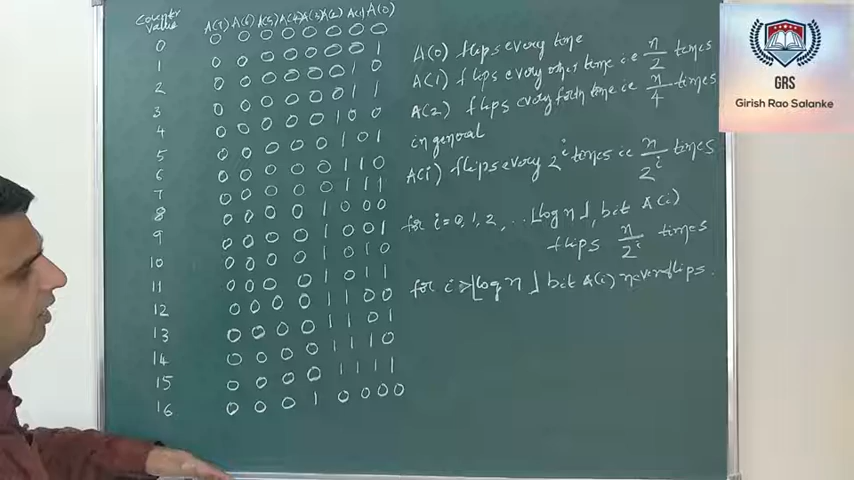 Counter value A(7) A(6) A(5) A(4) A(3) A(2) A(1) A(0)
0 0 0 0 0 0 0 0 0
1 0 0 0 0 0 0 0 1
2 0 0 0 0 0 0 1 0
3 0 0 0 0 0 0 1 1
4 0 0 0 0 0 1 0 0
5 0 0 0 0 0 1 0 1
6 0 0 0 0 0 1 1 0
7 0 0 0 0 0 1 1 1
8 0 0 0 0 1 0 0 0
9 0 0 0 0 1 0 0 1
10 0 0 0 0 1 0 1 0
11 0 0 0 0 1 0 1 1
12 0 0 0 0 1 1 0 0
13 0 0 0 0 1 1 0 1
14 0 0 0 0 1 1 1 0
15 0 0 0 0 1 1 1 1
16 0 0 0 1 0 0 0 0
A(0) flips every time
A(1) flips every other time ie n/2 times
A(2) flips every forth time ie n/4 times
in general
A(i) flips every 2^i times ie n/2^i times
for i=0,1,2, ...⌊log n⌋, bit A(i)
flips n/2^i times
for i>⌊log n⌋ bit A(i) never flips.
GRS
Girish Rao Salanke